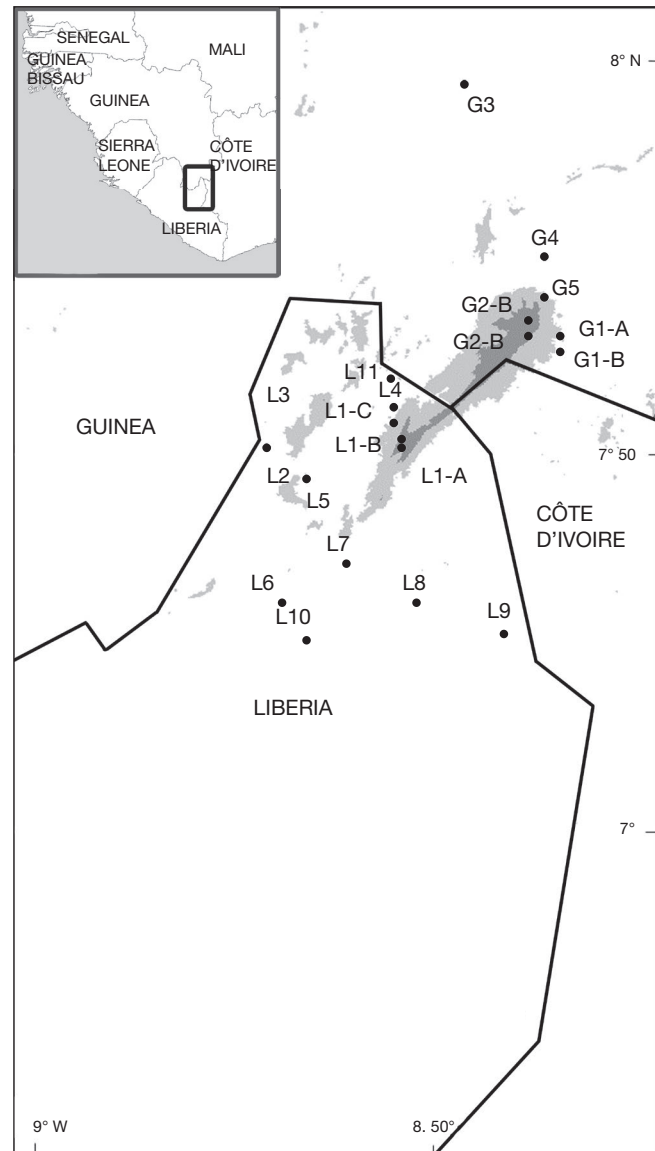 SENEGAL
MALI
GUINEA
BISSAU
GUINEA
SIERRA
LEONE
CÔTE
D'IVOIRE
LIBERIA
8° N
G3
G4
G5
G2-B
G2-B
G1-A
G1-B
L11
L4
L3
L1-C
L1-B
L1-A
GUINEA
7° 50
L2
L5
CÔTE
D'IVOIRE
L7
L6
L8
L9
L10
LIBERIA
7°
9° W
8. 50°